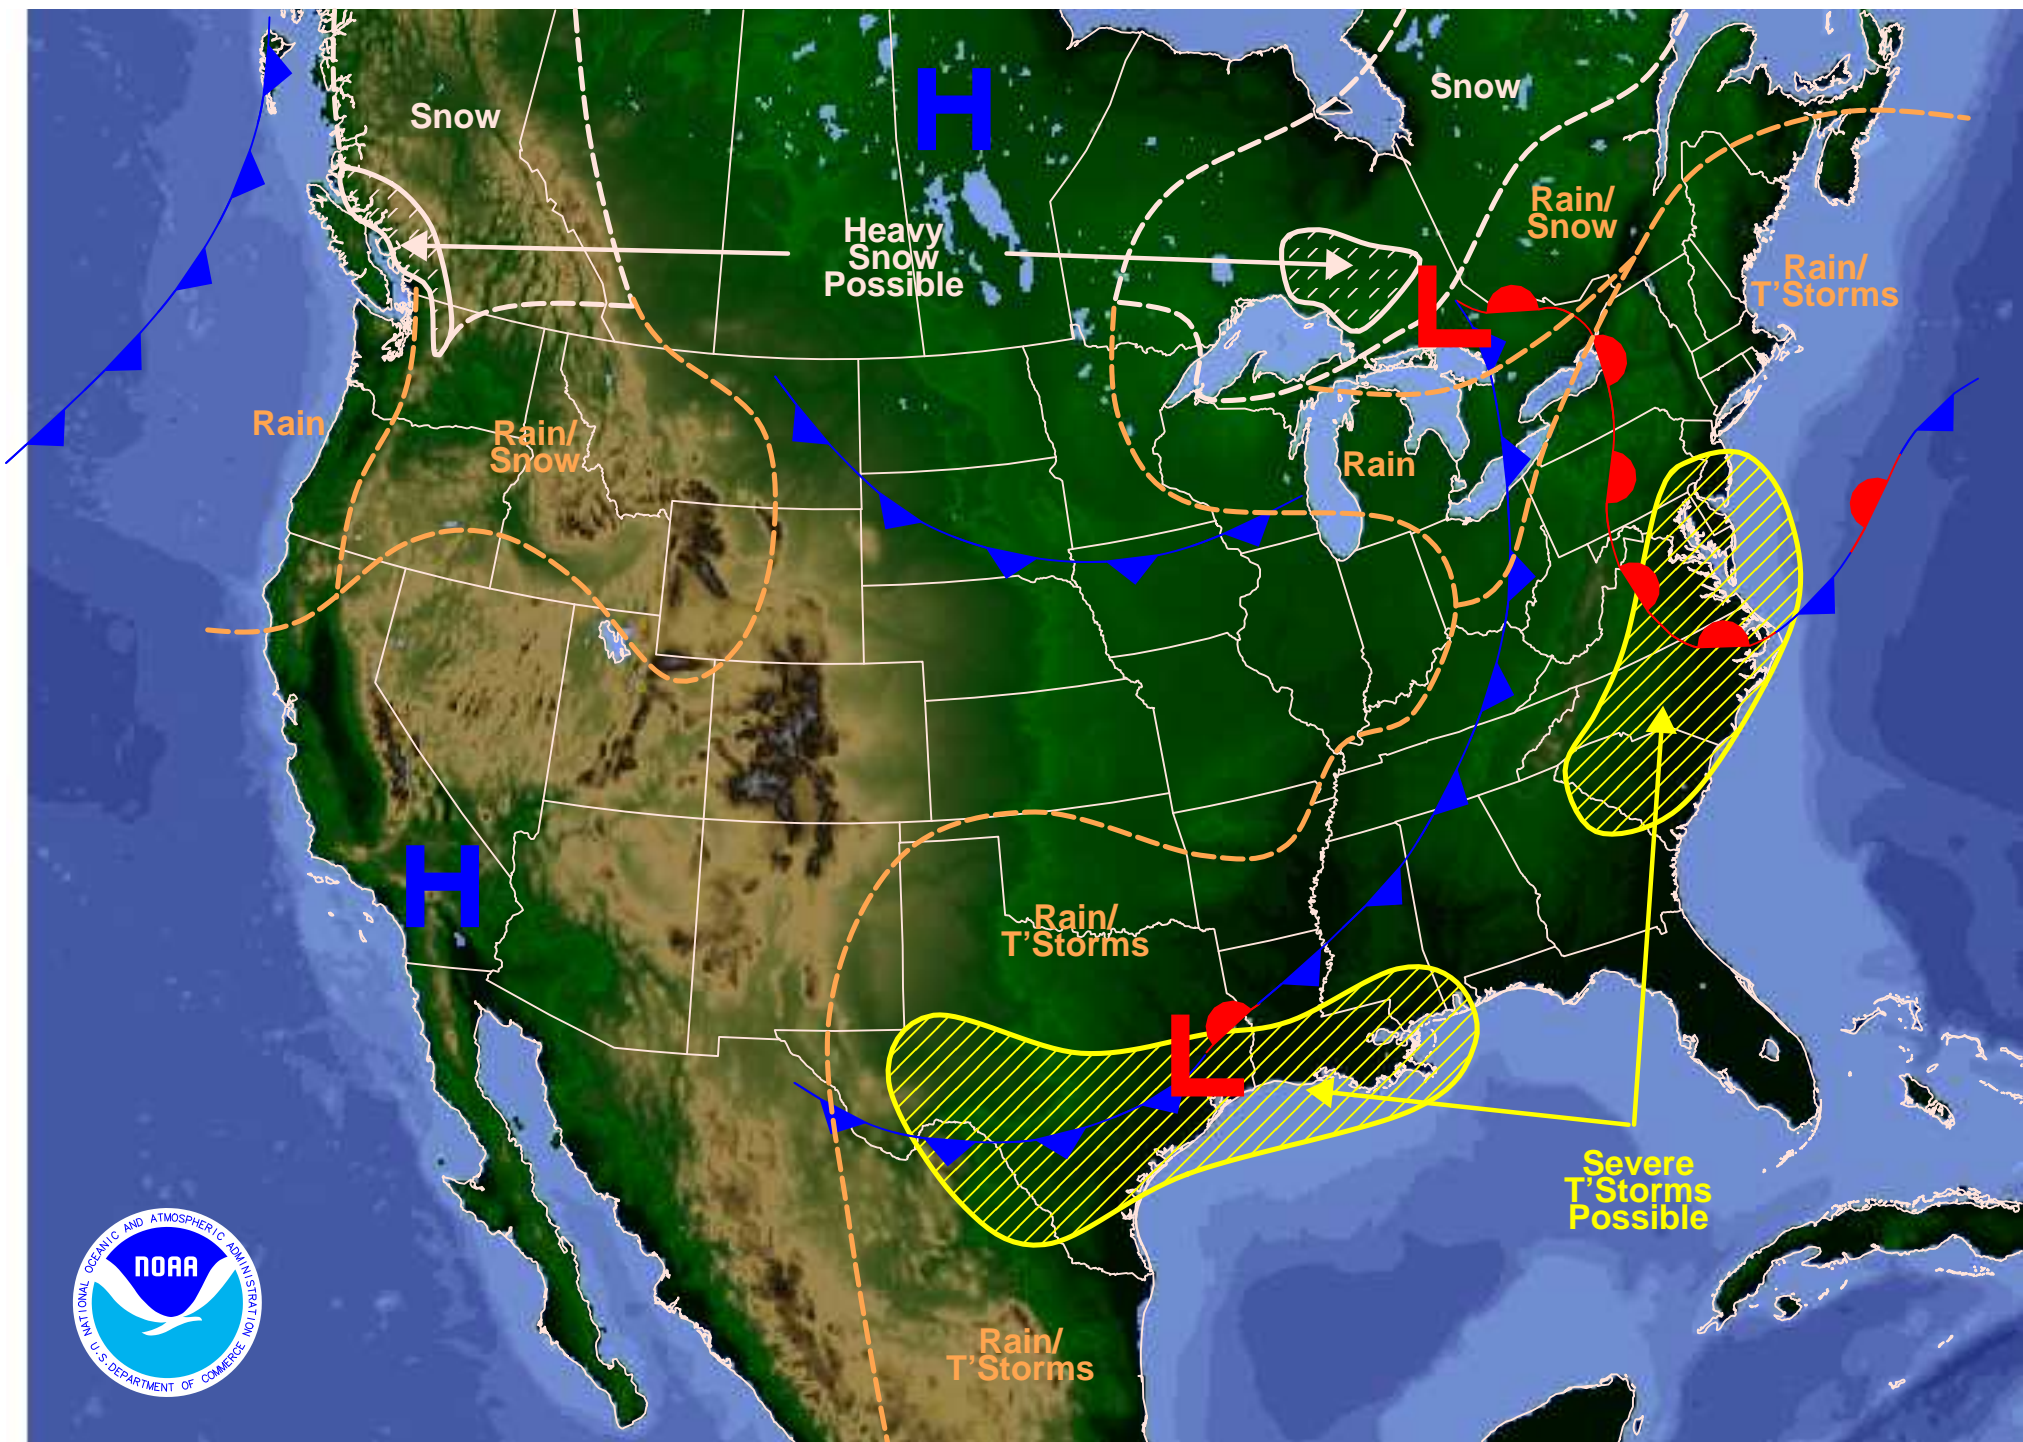 Snow
H
Snow
Rain/
Snow
Heavy
Snow
Possible
Rain/
T'Storms
L
Rain
Rain/
Snow
Rain
H
Rain/
T'Storms
L
Severe
T'Storms
Possible
Rain/
T'Storms
NATIONAL OCEANIC AND ATMOSPHERIC ADMINISTRATION
NOAA
U.S. DEPARTMENT OF COMMERCE